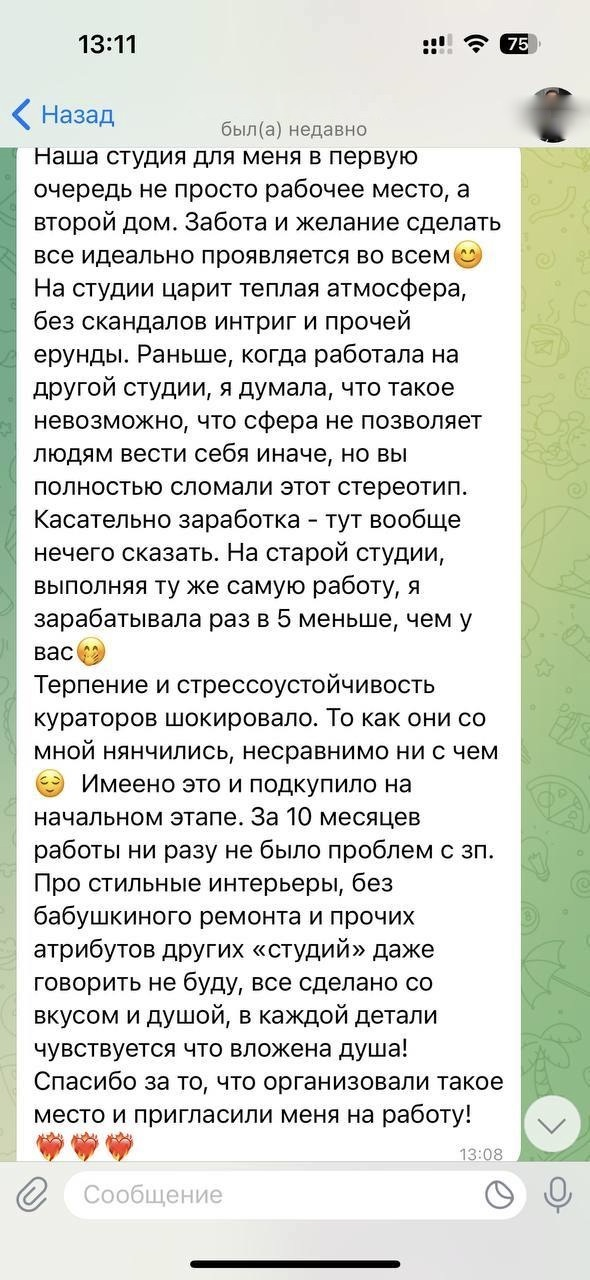 13:11
75
Назад
был(а) недавно
Наша студия для меня в первую
очередь не просто рабочее место, а
второй дом. Забота и желание сделать
все идеально проявляется во всем😊
На студии царит теплая атмосфера,
без скандалов интриг и прочей
ерунды. Раньше, когда работала на
другой студии, я думала, что такое
невозможно, что сфера не позволяет
людям вести себя иначе, но вы
полностью сломали этот стереотип.
Касательно заработка - тут вообще
нечего сказать. На старой студии,
выполняя ту же самую работу, я
зарабатывала раз в 5 меньше, чем у
вас🤭
Терпение и стрессоустойчивость
кураторов шокировало. То как они со
мной нянчились, несравнимо ни с чем
😌 Имеено это и подкупило на
начальном этапе. За 10 месяцев
работы ни разу не было проблем с зп.
Про стильные интерьеры, без
бабушкиного ремонта и прочих
атрибутов других «студий» даже
говорить не буду, все сделано со
вкусом и душой, в каждой детали
чувствуется что вложена душа!
Спасибо за то, что организовали такое
место и пригласили меня на работу!
❤️‍🔥❤️‍🔥❤️‍🔥
13:08
Сообщение